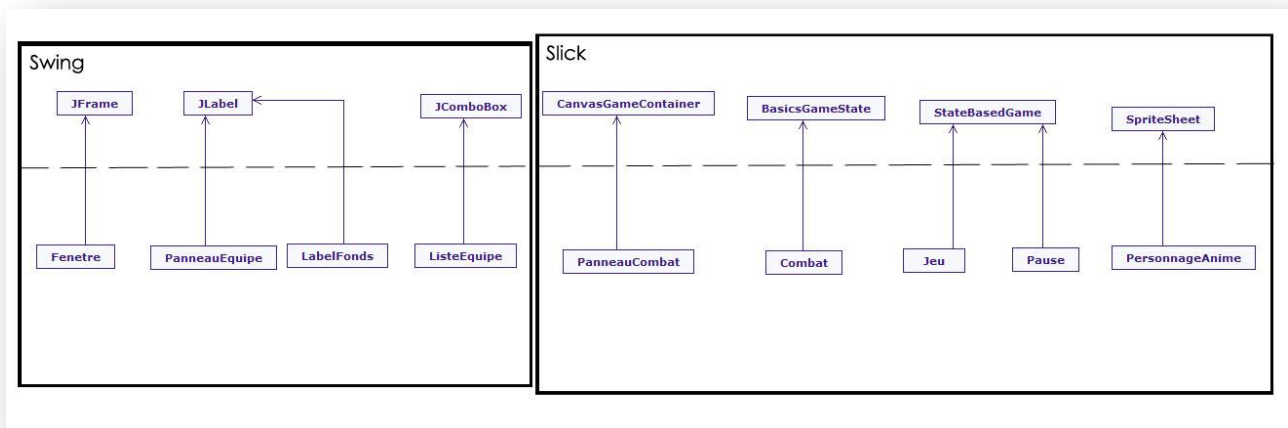 Swing
JFrame
JLabel
JComboBox
Fenetre
PanneauEquipe
LabelFonds
ListeEquipe
Slick
CanvasGameContainer
BasicsGameState
StateBasedGame
SpriteSheet
PanneauCombat
Combat
Jeu
Pause
PersonnageAnime